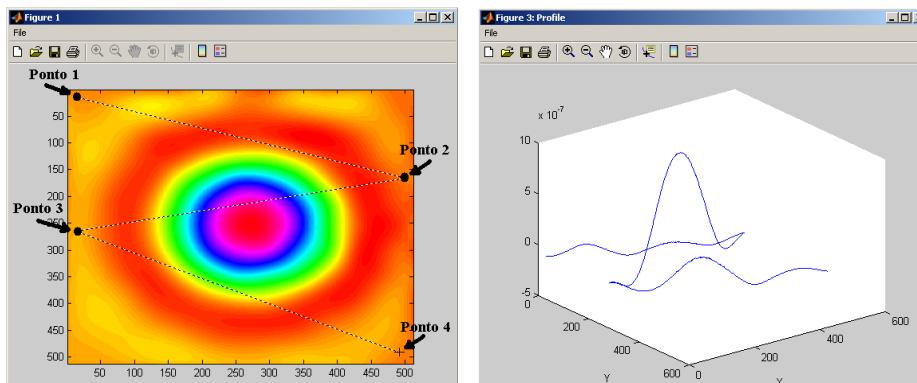 Figure 1
File
Ponto 1
Ponto 2
Ponto 3
Ponto 4
50
100
150
200
250
300
350
400
450
500
50 100 150 200 250 300 350 400 450 500
Figure 3: Profile
File
x 10^-7
10
5
0
-5
0
200
400
600
Y
0
200
400
600